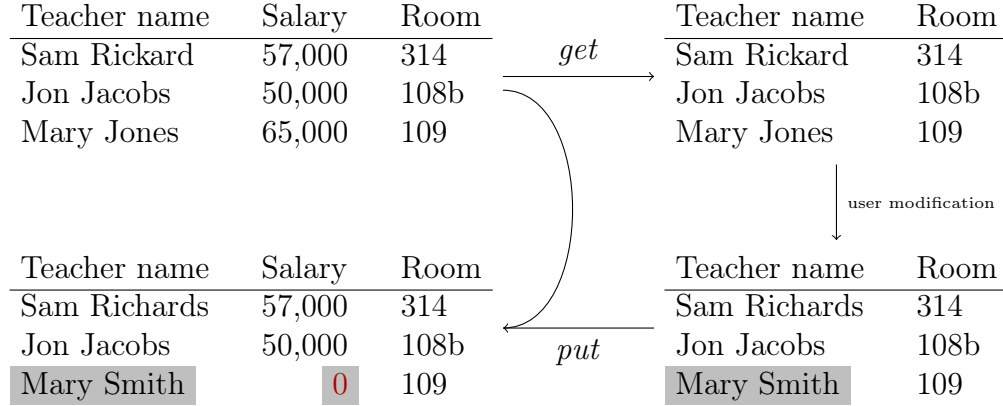 Teacher name Salary Room
Sam Rickard 57,000 314
Jon Jacobs 50,000 108b
Mary Jones 65,000 109
get
Teacher name Room
Sam Rickard 314
Jon Jacobs 108b
Mary Jones 109
user modification
Teacher name Salary Room
Sam Richards 57,000 314
Jon Jacobs 50,000 108b
Mary Smith 0 109
put
Teacher name Room
Sam Richards 314
Jon Jacobs 108b
Mary Smith 109